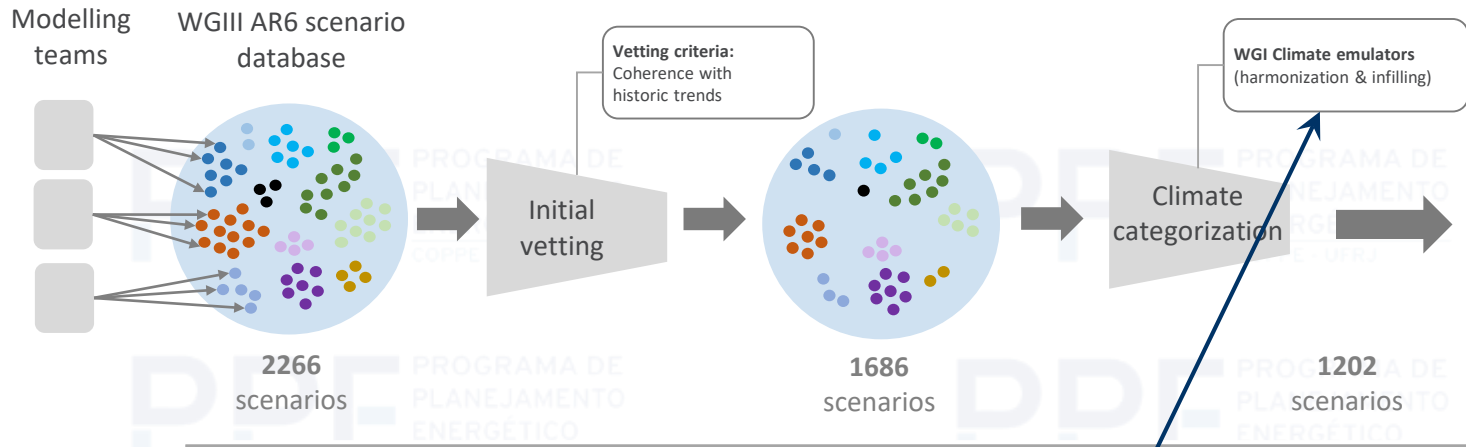 Modelling
teams
WGIII AR6 scenario
database
Vetting criteria:
Coherence with
historic trends
WGI Climate emulators
(harmonization & infilling)
Initial
vetting
Climate
categorization
2266
scenarios
1686
scenarios
1202
scenarios
PROGRAMA DE
PLANEJAMENTO
ENERGÉTICO